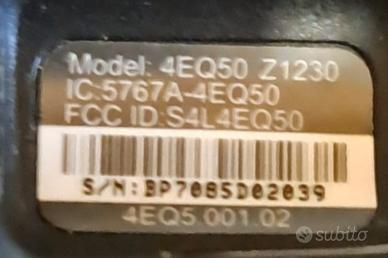 Model: 4EQ50 Z1230
IC:5767A-4EQ50
FCC ID:S4L4EQ50
S/N:BP7085D02039
4EQ5.001.02
subito